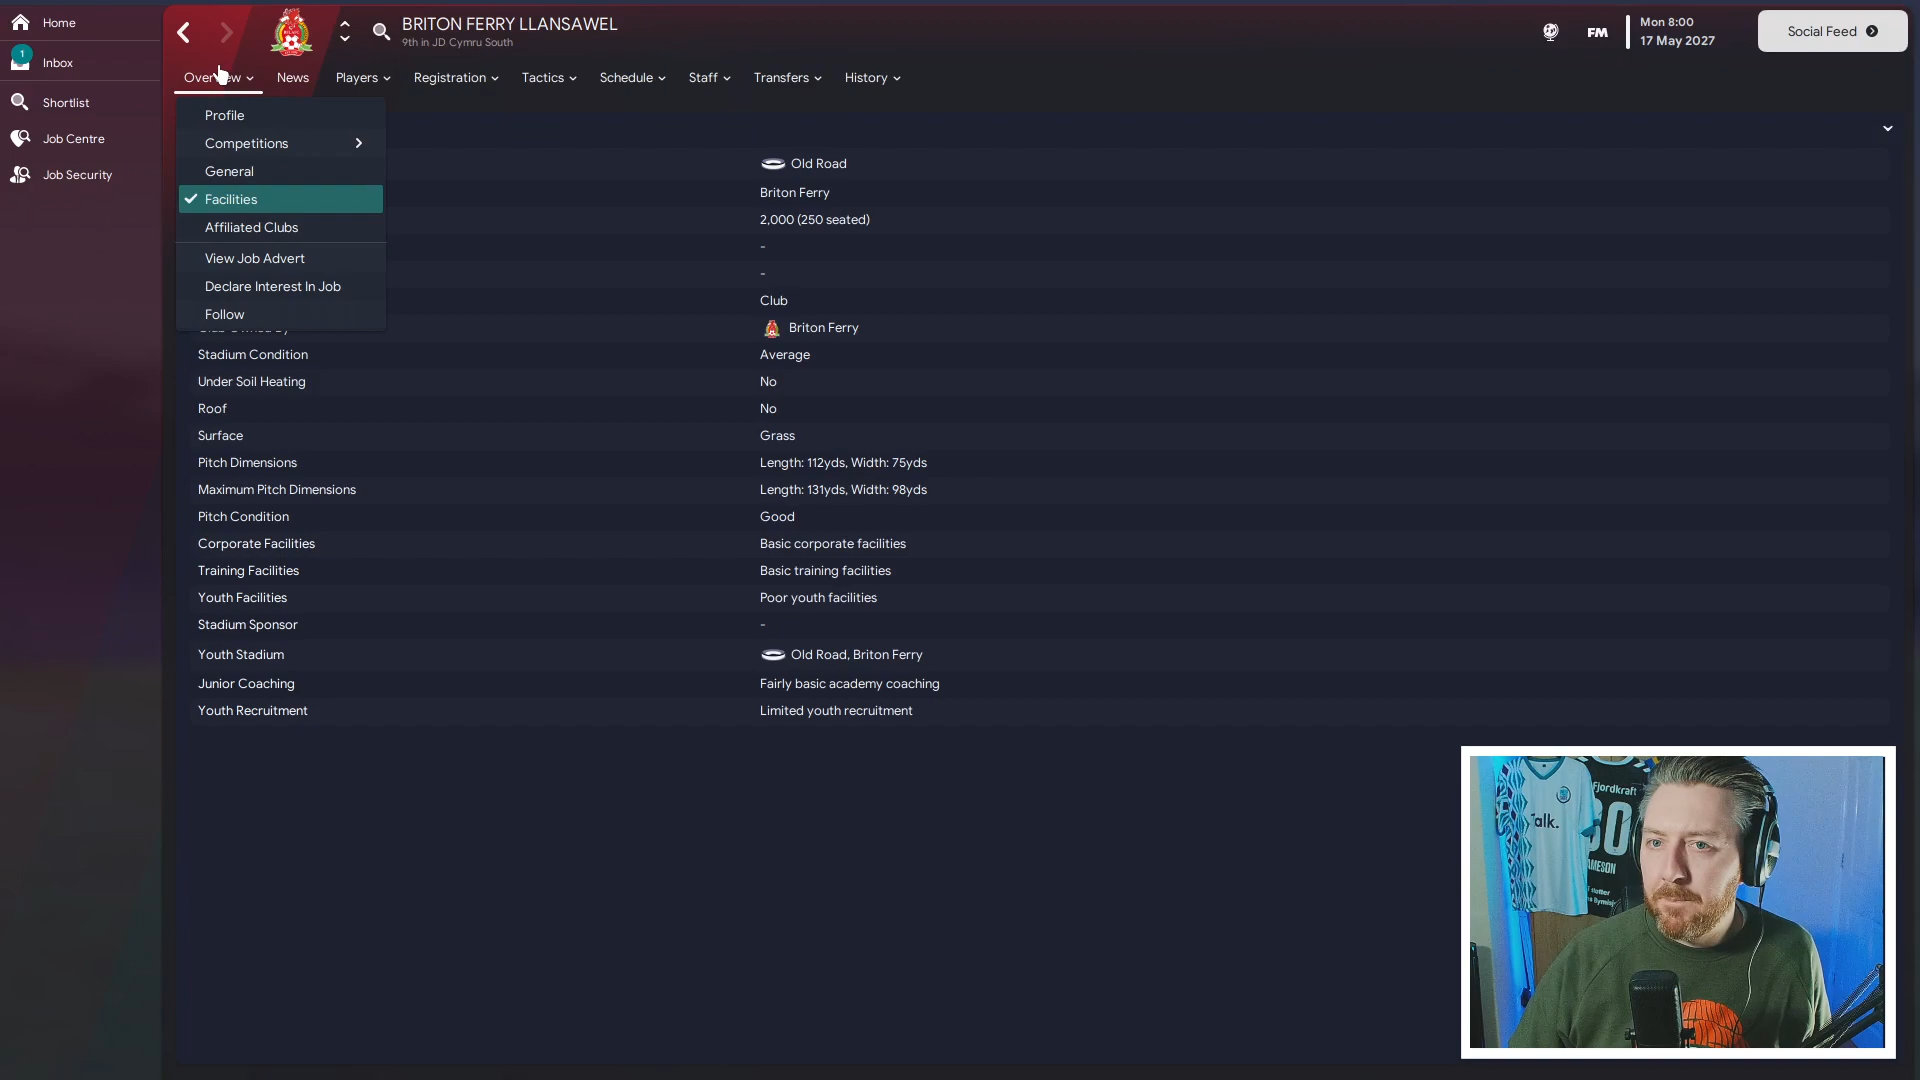 Home
1
Inbox
Shortlist
Job Centre
Job Security
BRITON FERRY LLANSAWEL
9th in JD Cymru South
FM
Mon 8:00
17 May 2027
Social Feed
Overview
News
Players
Registration
Tactics
Schedule
Staff
Transfers
History
Profile
Competitions
General
Facilities
Affiliated Clubs
View Job Advert
Declare Interest In Job
Follow
Old Road
Briton Ferry
2,000 (250 seated)
-
-
Club
Club Owned By Briton Ferry
Stadium Condition Average
Under Soil Heating No
Roof No
Surface Grass
Pitch Dimensions Length: 112yds, Width: 75yds
Maximum Pitch Dimensions Length: 131yds, Width: 98yds
Pitch Condition Good
Corporate Facilities Basic corporate facilities
Training Facilities Basic training facilities
Youth Facilities Poor youth facilities
Stadium Sponsor -
Youth Stadium Old Road, Briton Ferry
Junior Coaching Fairly basic academy coaching
Youth Recruitment Limited youth recruitment
Fjordkraft
Talk.